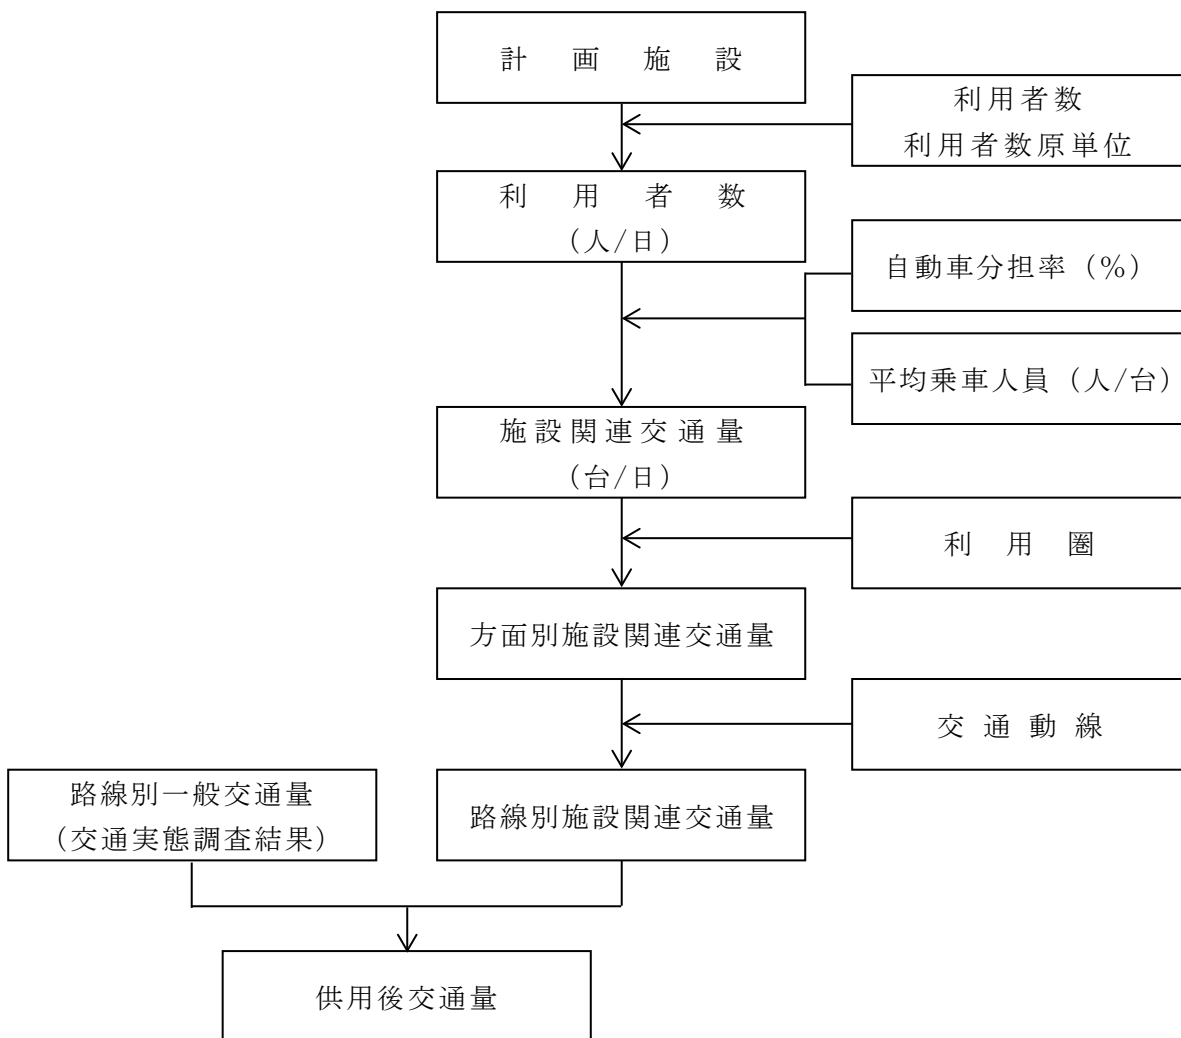 計画施設
利用者数
利用者数原単位
利用者数
(人/日)
自動車分担率(%)
平均乗車人員(人/台)
施設関連交通量
(台/日)
利用圏
方面別施設関連交通量
交通動線
路線別一般交通量
(交通実態調査結果)
路線別施設関連交通量
供用後交通量